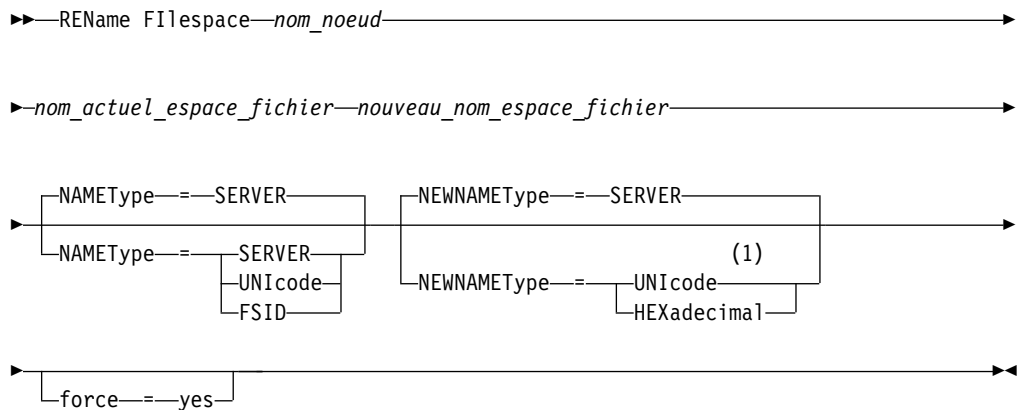 REName FIlespace nom_noeud
nom_actuel_espace_fichier nouveau_nom_espace_fichier
NAMEType = SERVER NEWNAMEType = SERVER
NAMEType = SERVER
UNIcode
FSID
NEWNAMEType = UNIcode (1)
HEXadecimal
force = yes